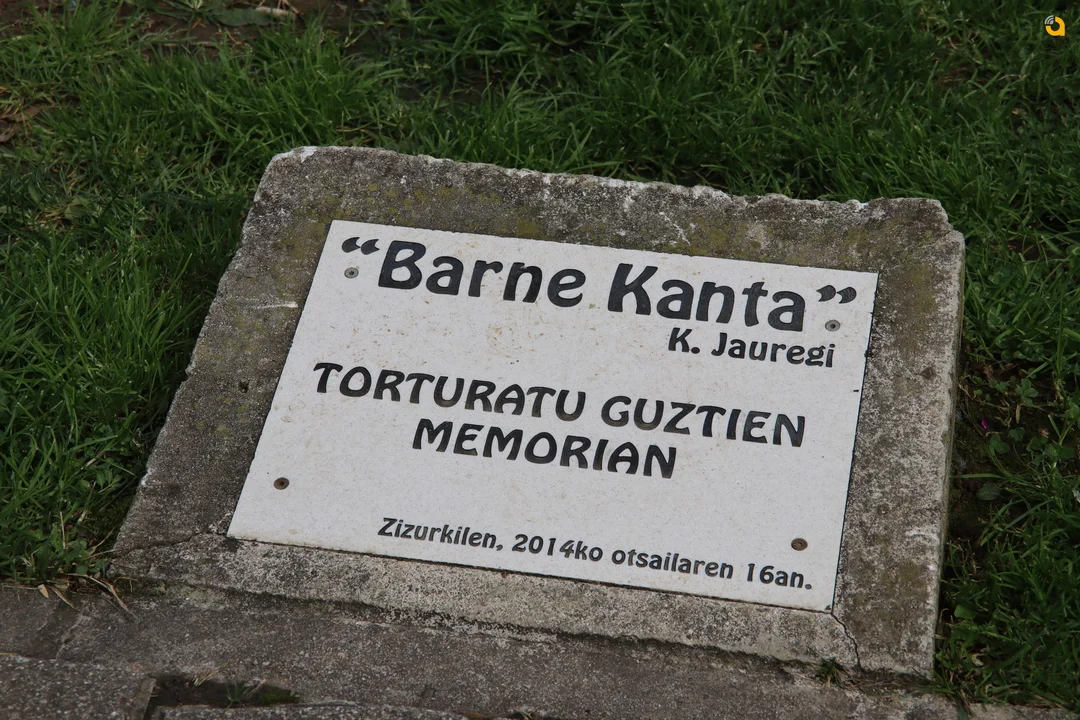 “Barne Kanta”
K. Jauregi
TORTURATU GUZTIEN
MEMORIAN
Zizurkilen, 2014ko otsailaren 16an.